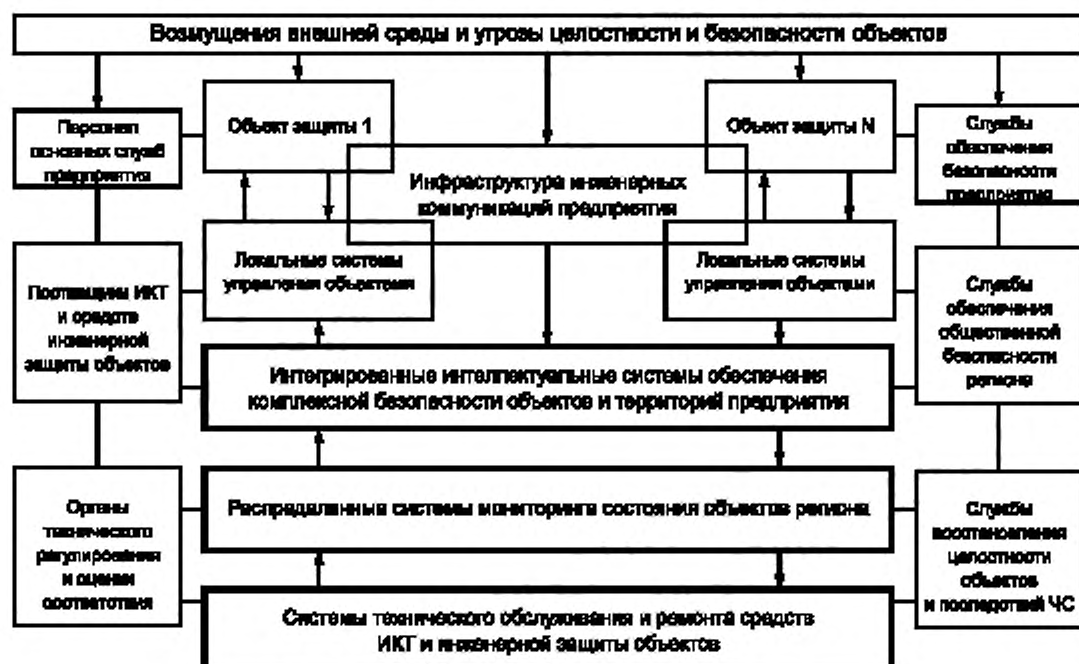 Возмущения внешней среды и угрозы целостности и безопасности объектов
Персонал
основных служб
предприятия
Объект защиты 1
Объект защиты N
Службы
обеспечения
безопасности
предприятия
Инфраструктура инженерных
коммуникаций предприятия
Поставщики ИКТ
и средств
инженерной
защиты объектов
Локальные системы
управления объектами
Локальные системы
управления объектами
Службы
обеспечения
общественной
безопасности
региона
Интегрированные интеллектуальные системы обеспечения
комплексной безопасности объектов и территорий предприятия
Органы
технического
регулирования
и оценки
соответствия
Распределенные системы мониторинга состояния объектов региона
Службы
восстановления
целостности
объектов
и последствий ЧС
Системы технического обслуживания и ремонта средств
ИКТ и инженерной защиты объектов